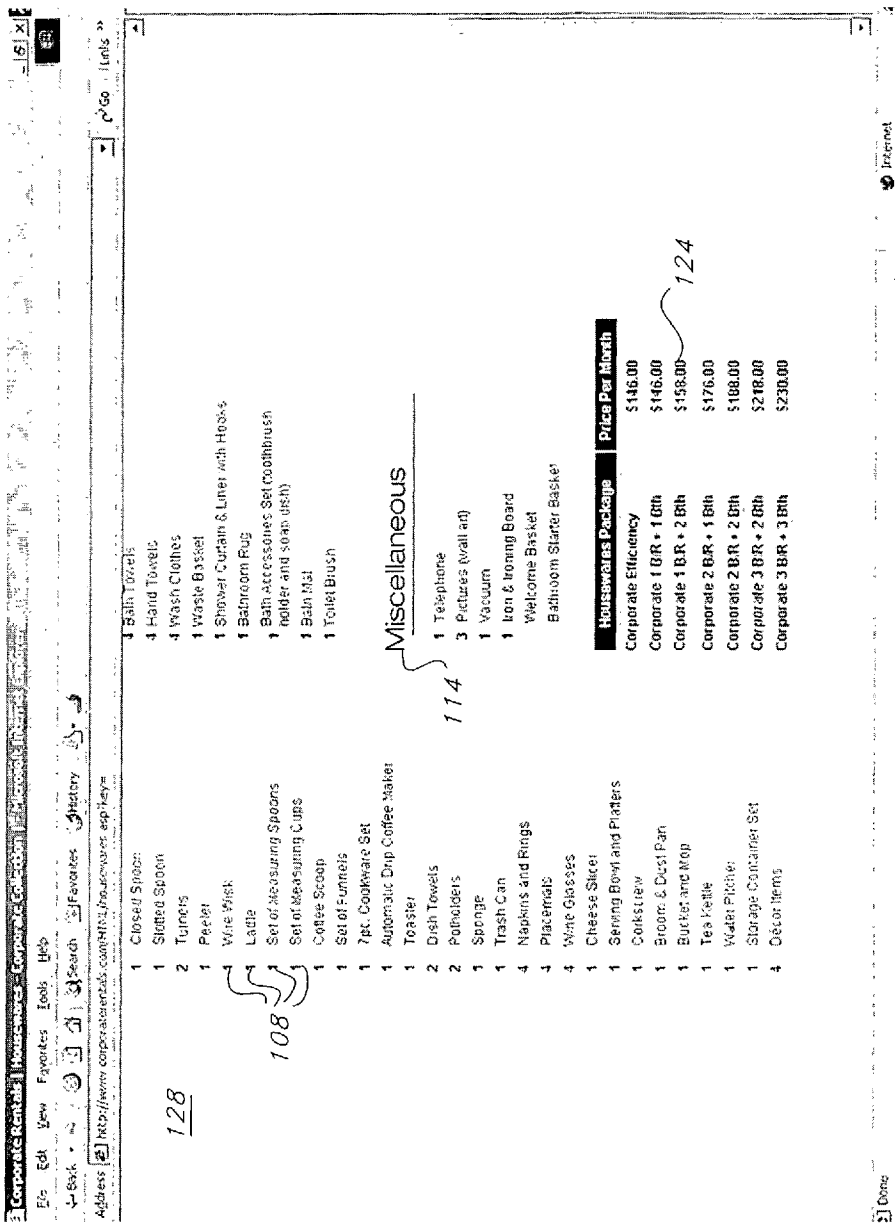 Corporate Rentals | Housewares - Corporate Collection | - Microsoft Internet Explorer
File Edit View Favorites Tools Help
Back Search Favorites History
Address http://www.corporaterentals.com/HTML/housewares.asp?key= Go Links »
128
1 Closed Spoon
1 Slotted Spoon
2 Turners
1 Peeler
1 Wire Wisk
1 Ladle
1 Set of Measuring Spoons
1 Set of Measuring Cups
1 Coffee Scoop
1 Set of Funnels
1 7pc. Cookware Set
1 Automatic Drip Coffee Maker
1 Toaster
2 Dish Towels
2 Potholders
1 Sponge
1 Trash Can
4 Napkins and Rings
4 Placemats
4 Wine Glasses
1 Cheese Slicer
1 Serving Bowl and Platters
1 Corkscrew
1 Broom & Dust Pan
1 Bucket and Mop
1 Tea Kettle
1 Water Pitcher
1 Storage Container Set
4 Décor Items
108
4 Bath Towels
4 Hand Towels
4 Wash Clothes
1 Waste Basket
1 Shower Curtain & Liner with Hooks
1 Bathroom Rug
1 Bath Accessories Set (toothbrush
holder and soap dish)
1 Bath Mat
1 Toilet Brush
Miscellaneous
114
1 Telephone
3 Pictures (wall art)
1 Vacuum
1 Iron & Ironing Board
Welcome Basket
Bathroom Starter Basket
Housewares Package Price Per Month
Corporate Efficiency $146.00
Corporate 1 B/R + 1 Bth $146.00
Corporate 1 B/R + 2 Bth $158.00
Corporate 2 B/R + 1 Bth $176.00
Corporate 2 B/R + 2 Bth $188.00
Corporate 3 B/R + 2 Bth $218.00
Corporate 3 B/R + 3 Bth $230.00
124
Done Internet